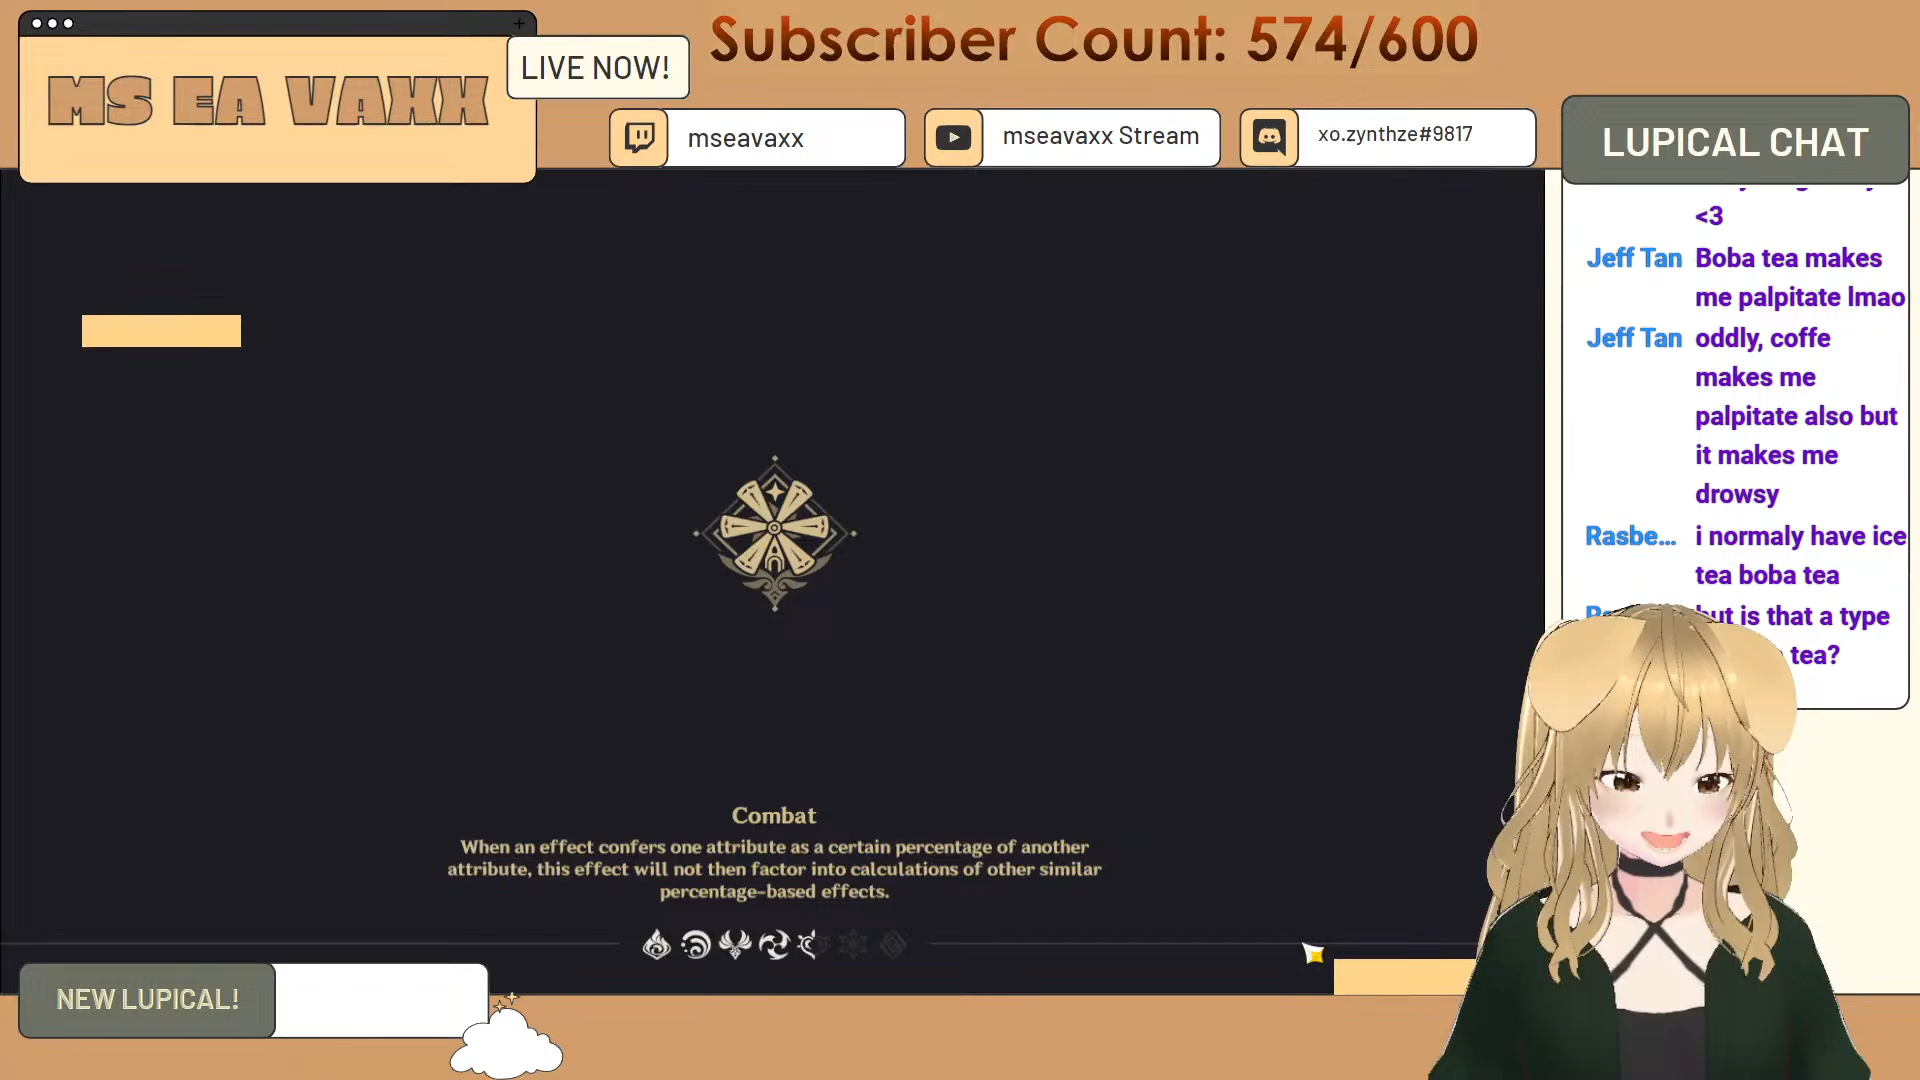 Subscriber Count: 574/600
MS EA VAXX
LIVE NOW!
mseavaxx
mseavaxx Stream
xo.zynthze#9817
LUPICAL CHAT
<3
Jeff Tan Boba tea makes
me palpitate lmao
Jeff Tan oddly, coffe
makes me
palpitate also but
it makes me
drowsy
Rasbe... i normaly have ice
tea boba tea
but is that a type
tea?
Combat
When an effect confers one attribute as a certain percentage of another
attribute, this effect will not then factor into calculations of other similar
percentage-based effects.
NEW LUPICAL!